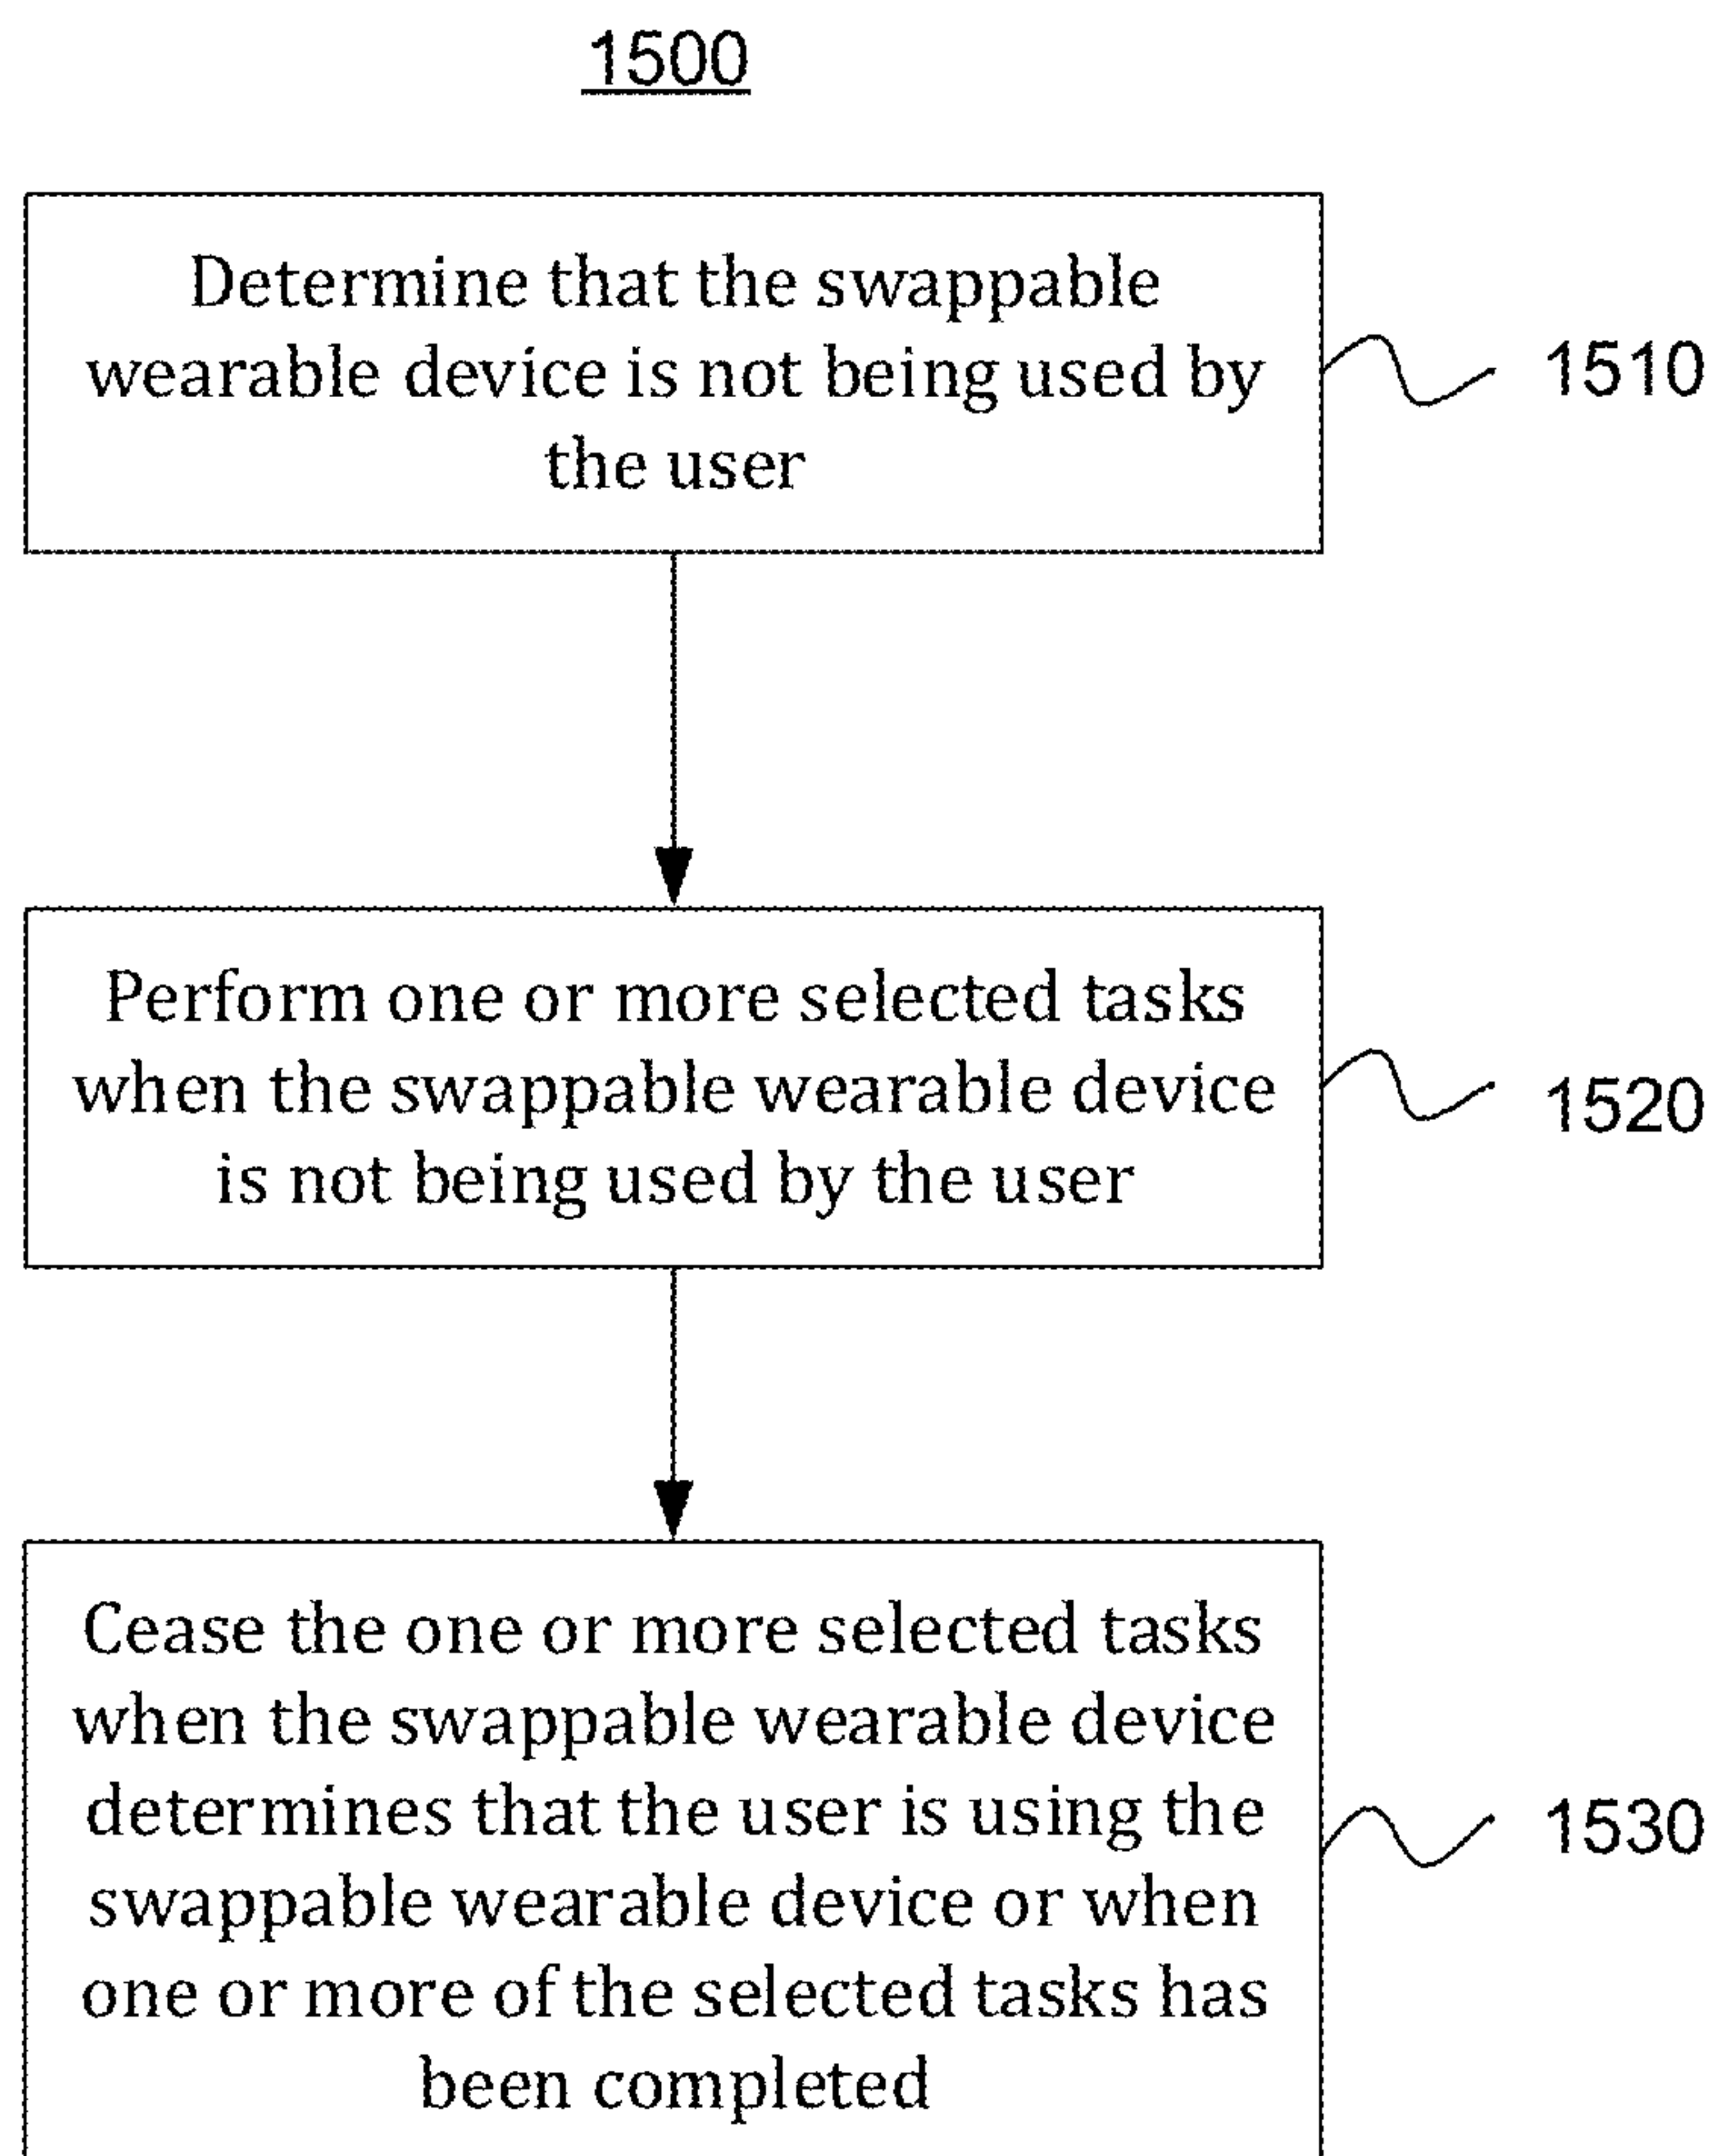 1500
Determine that the swappable
wearable device is not being used by
the user
1510
Perform one or more selected tasks
when the swappable wearable device
is not being used by the user
1520
Cease the one or more selected tasks
when the swappable wearable device
determines that the user is using the
swappable wearable device or when
one or more of the selected tasks has
been completed
1530